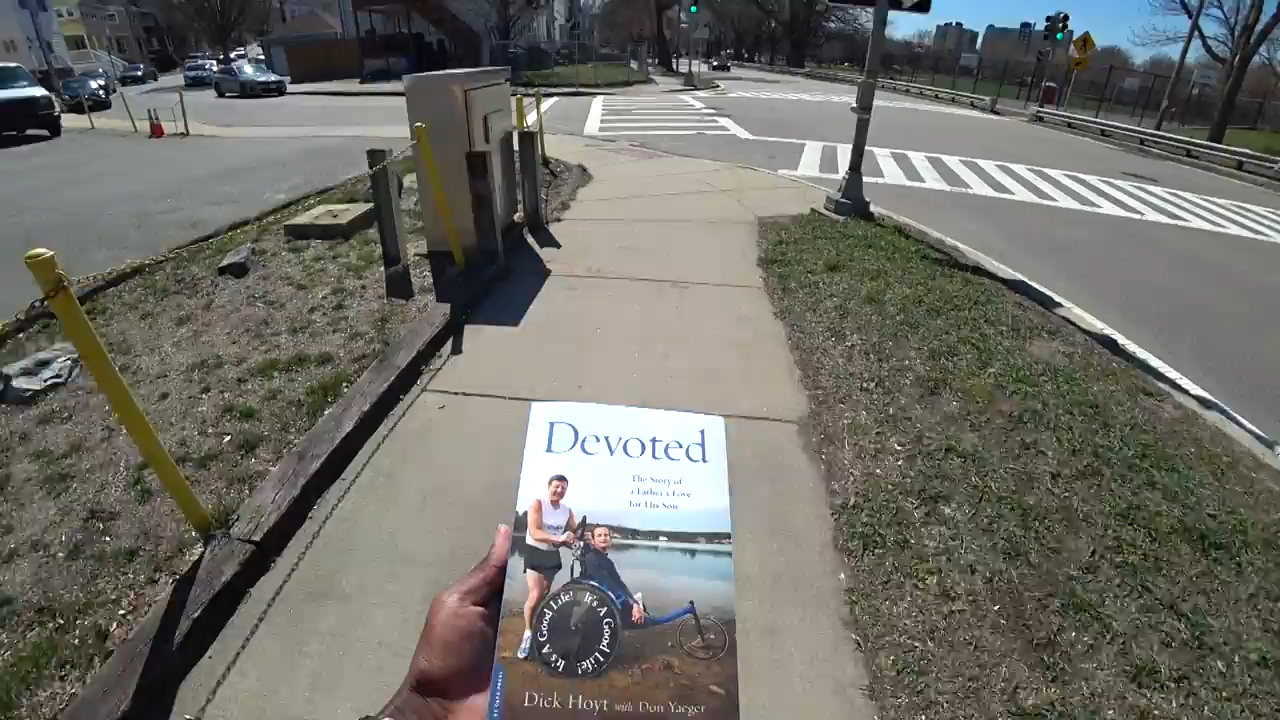 Devoted
The Story of
a Father's Love
for His Son
It's A Good Life! It's A Good Life!
Dick Hoyt with Don Yaeger